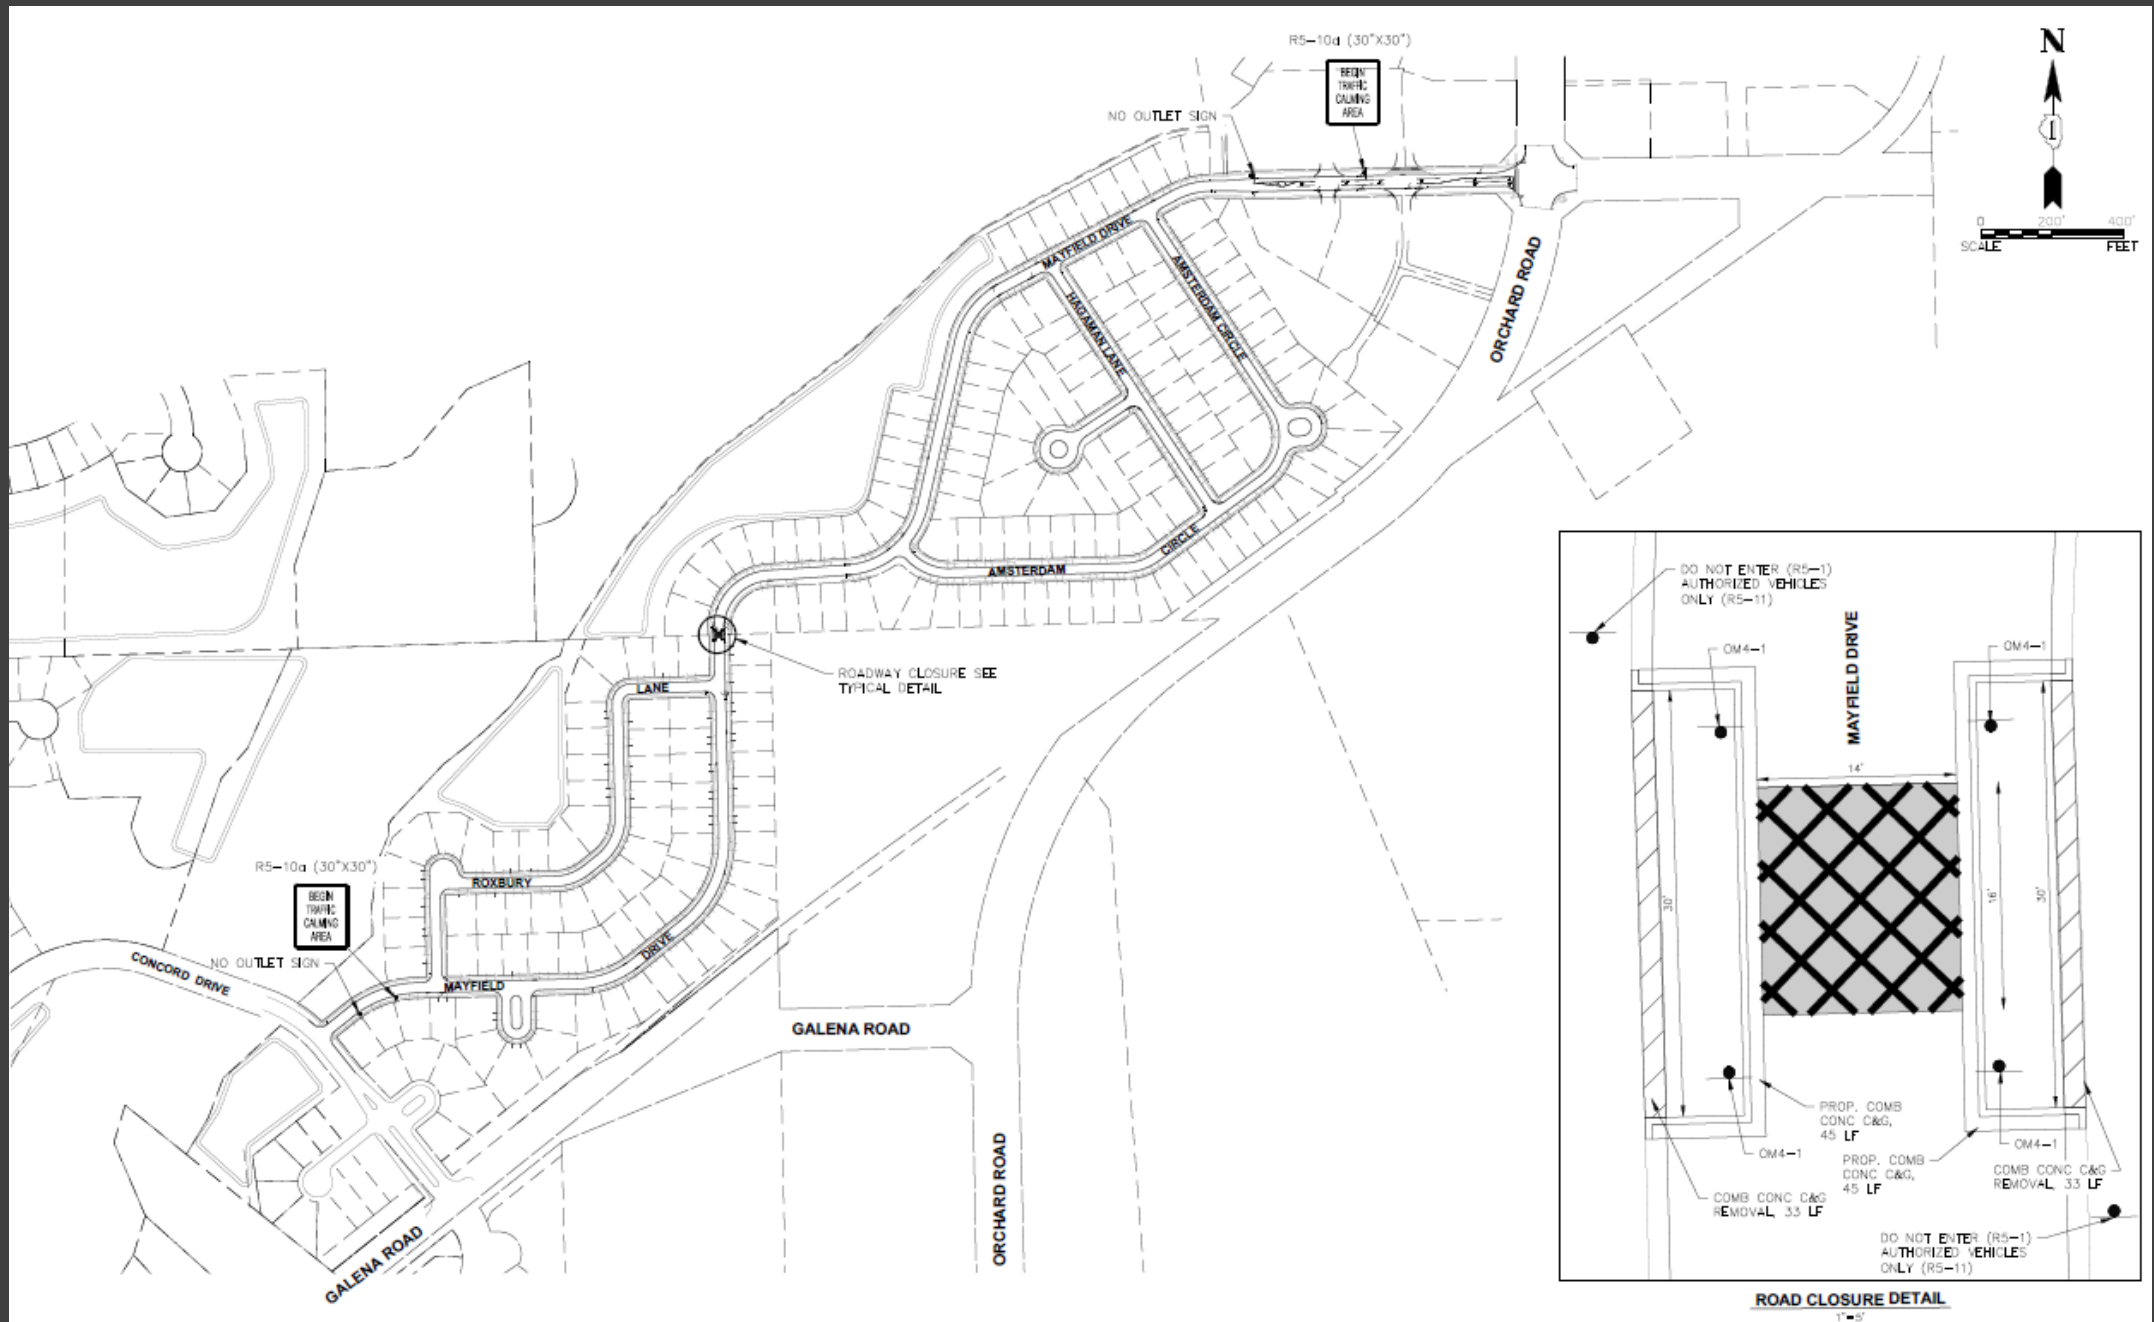 R5-10a (30"X30")
BEGIN
TRAFFIC
CALMING
AREA
NO OUTLET SIGN
N
0 200' 400'
SCALE FEET
MAYFIELD DRIVE
AMSTERDAM CIRCLE
HAGAMAN LANE
ORCHARD ROAD
CIRCLE
AMSTERDAM
X
ROADWAY CLOSURE SEE
TYPICAL DETAIL
LANE
R5-10a (30"X30")
BEGIN
TRAFFIC
CALMING
AREA
ROXBURY
NO OUTLET SIGN
CONCORD DRIVE
DRIVE
MAYFIELD
GALENA ROAD
ORCHARD ROAD
GALENA ROAD
DO NOT ENTER (R5-1)
AUTHORIZED VEHICLES
ONLY (R5-11)
MAYFIELD DRIVE
OM4-1
OM4-1
14'
30'
16'
30'
PROP. COMB
CONC C&G,
45 LF
OM4-1
PROP. COMB
CONC C&G,
45 LF
OM4-1
COMB CONC C&G
REMOVAL, 33 LF
COMB CONC C&G
REMOVAL, 33 LF
DO NOT ENTER (R5-1)
AUTHORIZED VEHICLES
ONLY (R5-11)
ROAD CLOSURE DETAIL
1"=5'